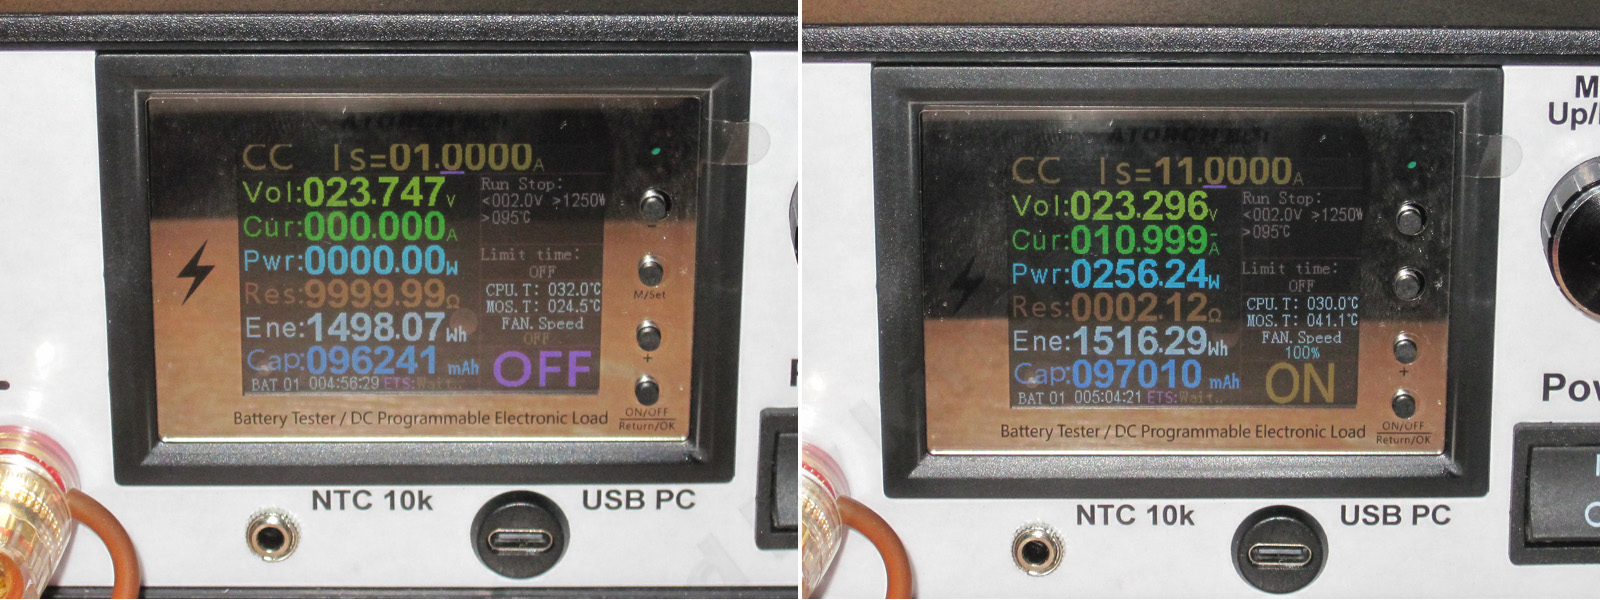 ATORCH
CC Is=01.0000A
Vol:023.747V
Cur:000.000A
Pwr:0000.00W
Res:9999.99Ω
Ene:1498.07Wh
Cap:096241 mAh
BAT 01 004:56:29 ETS:Wait..
Run Stop:
<002.0V >1250W
>095℃
Limit time:
OFF
CPU.T: 032.0℃
MOS.T: 024.5℃
FAN.Speed
OFF
OFF
-
M/Set
+
ON/OFF
Return/OK
Battery Tester / DC Programmable Electronic Load
NTC 10k
USB PC
ATORCH
CC Is=11.0000A
Vol:023.296V
Cur:010.999A
Pwr:0256.24W
Res:0002.12Ω
Ene:1516.29Wh
Cap:097010 mAh
BAT 01 005:04:21 ETS:Wait..
Run Stop:
<002.0V >1250W
>095℃
Limit time:
OFF
CPU.T: 030.0℃
MOS.T: 041.1℃
FAN.Speed
100%
ON
+
ON/OFF
Return/OK
Battery Tester / DC Programmable Electronic Load
NTC 10k
USB PC